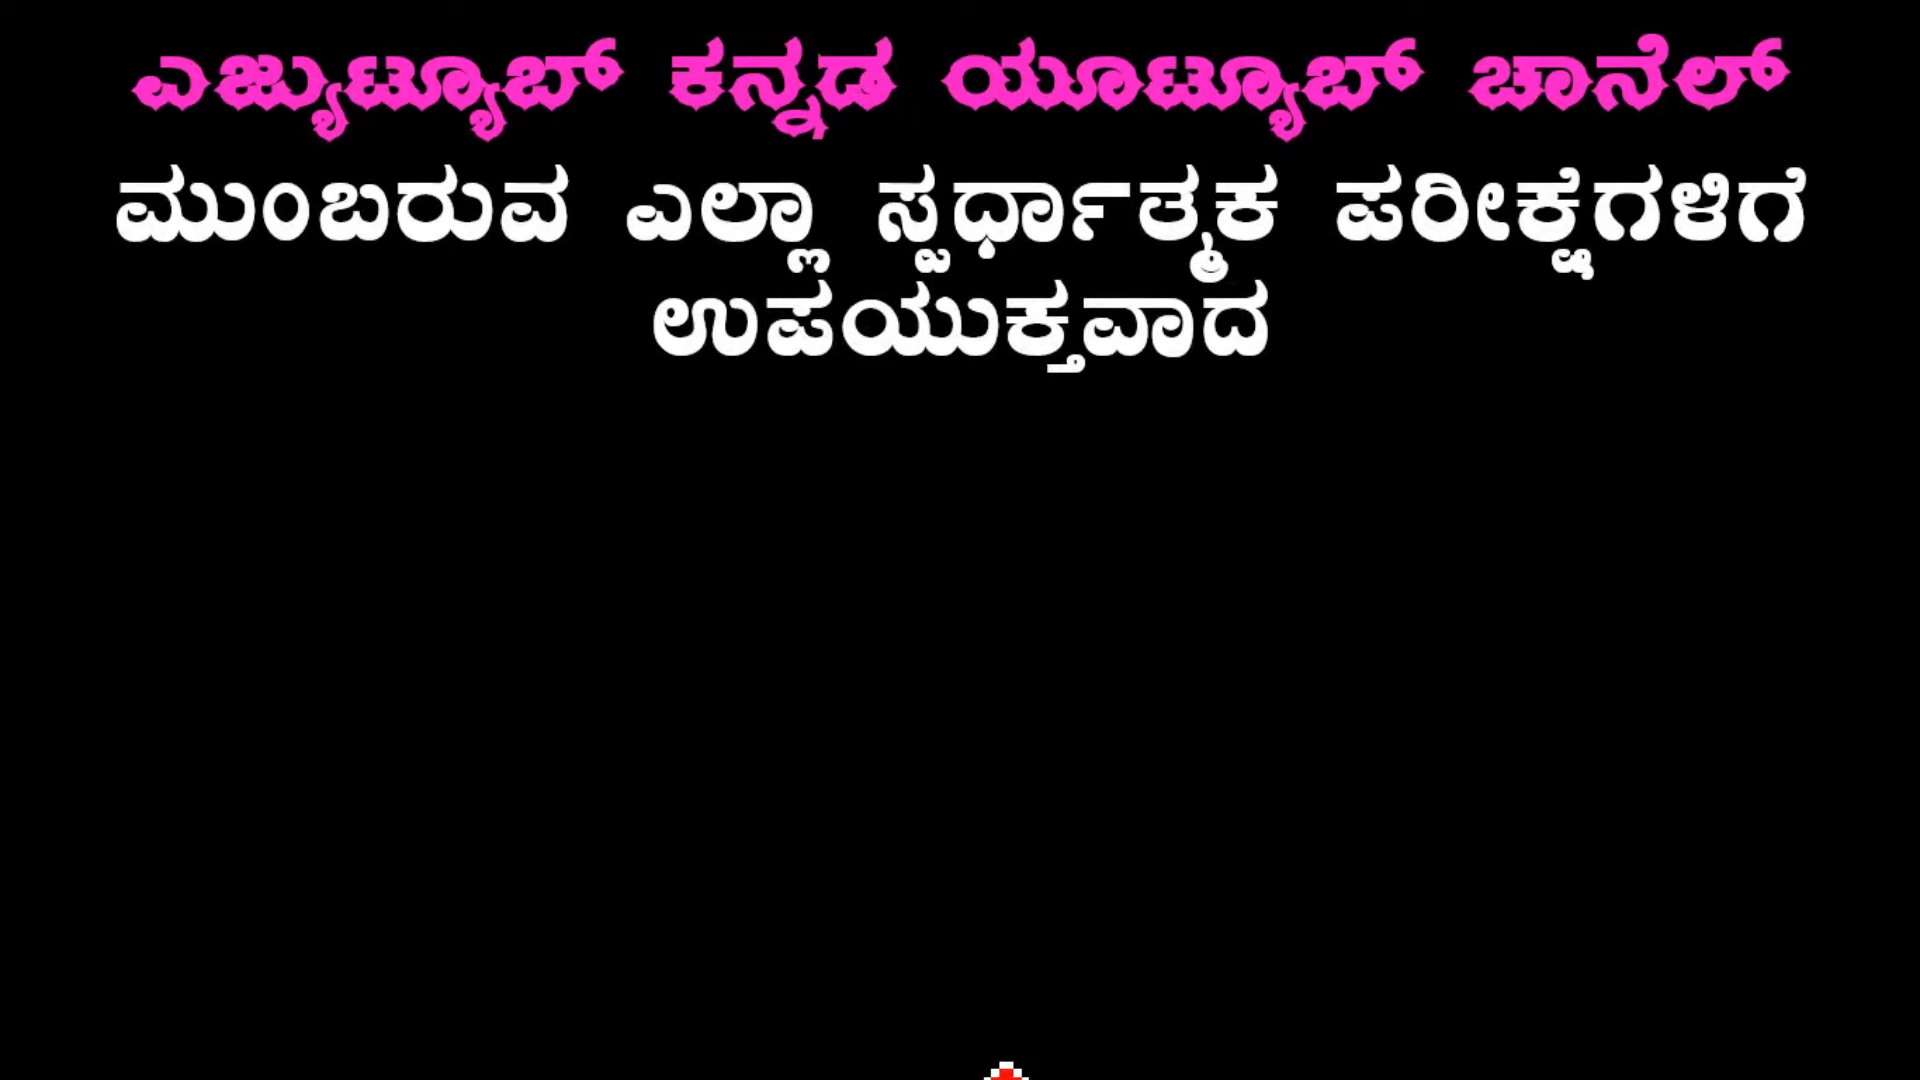 ಎಜ್ಯುಟ್ಯೂಬ್ ಕನ್ನಡ ಯೂಟ್ಯೂಬ್ ಚಾನೆಲ್
ಮುಂಬರುವ ಎಲ್ಲಾ ಸ್ಪರ್ಧಾತ್ಮಕ ಪರೀಕ್ಷೆಗಳಿಗೆ
ಉಪಯುಕ್ತವಾದ